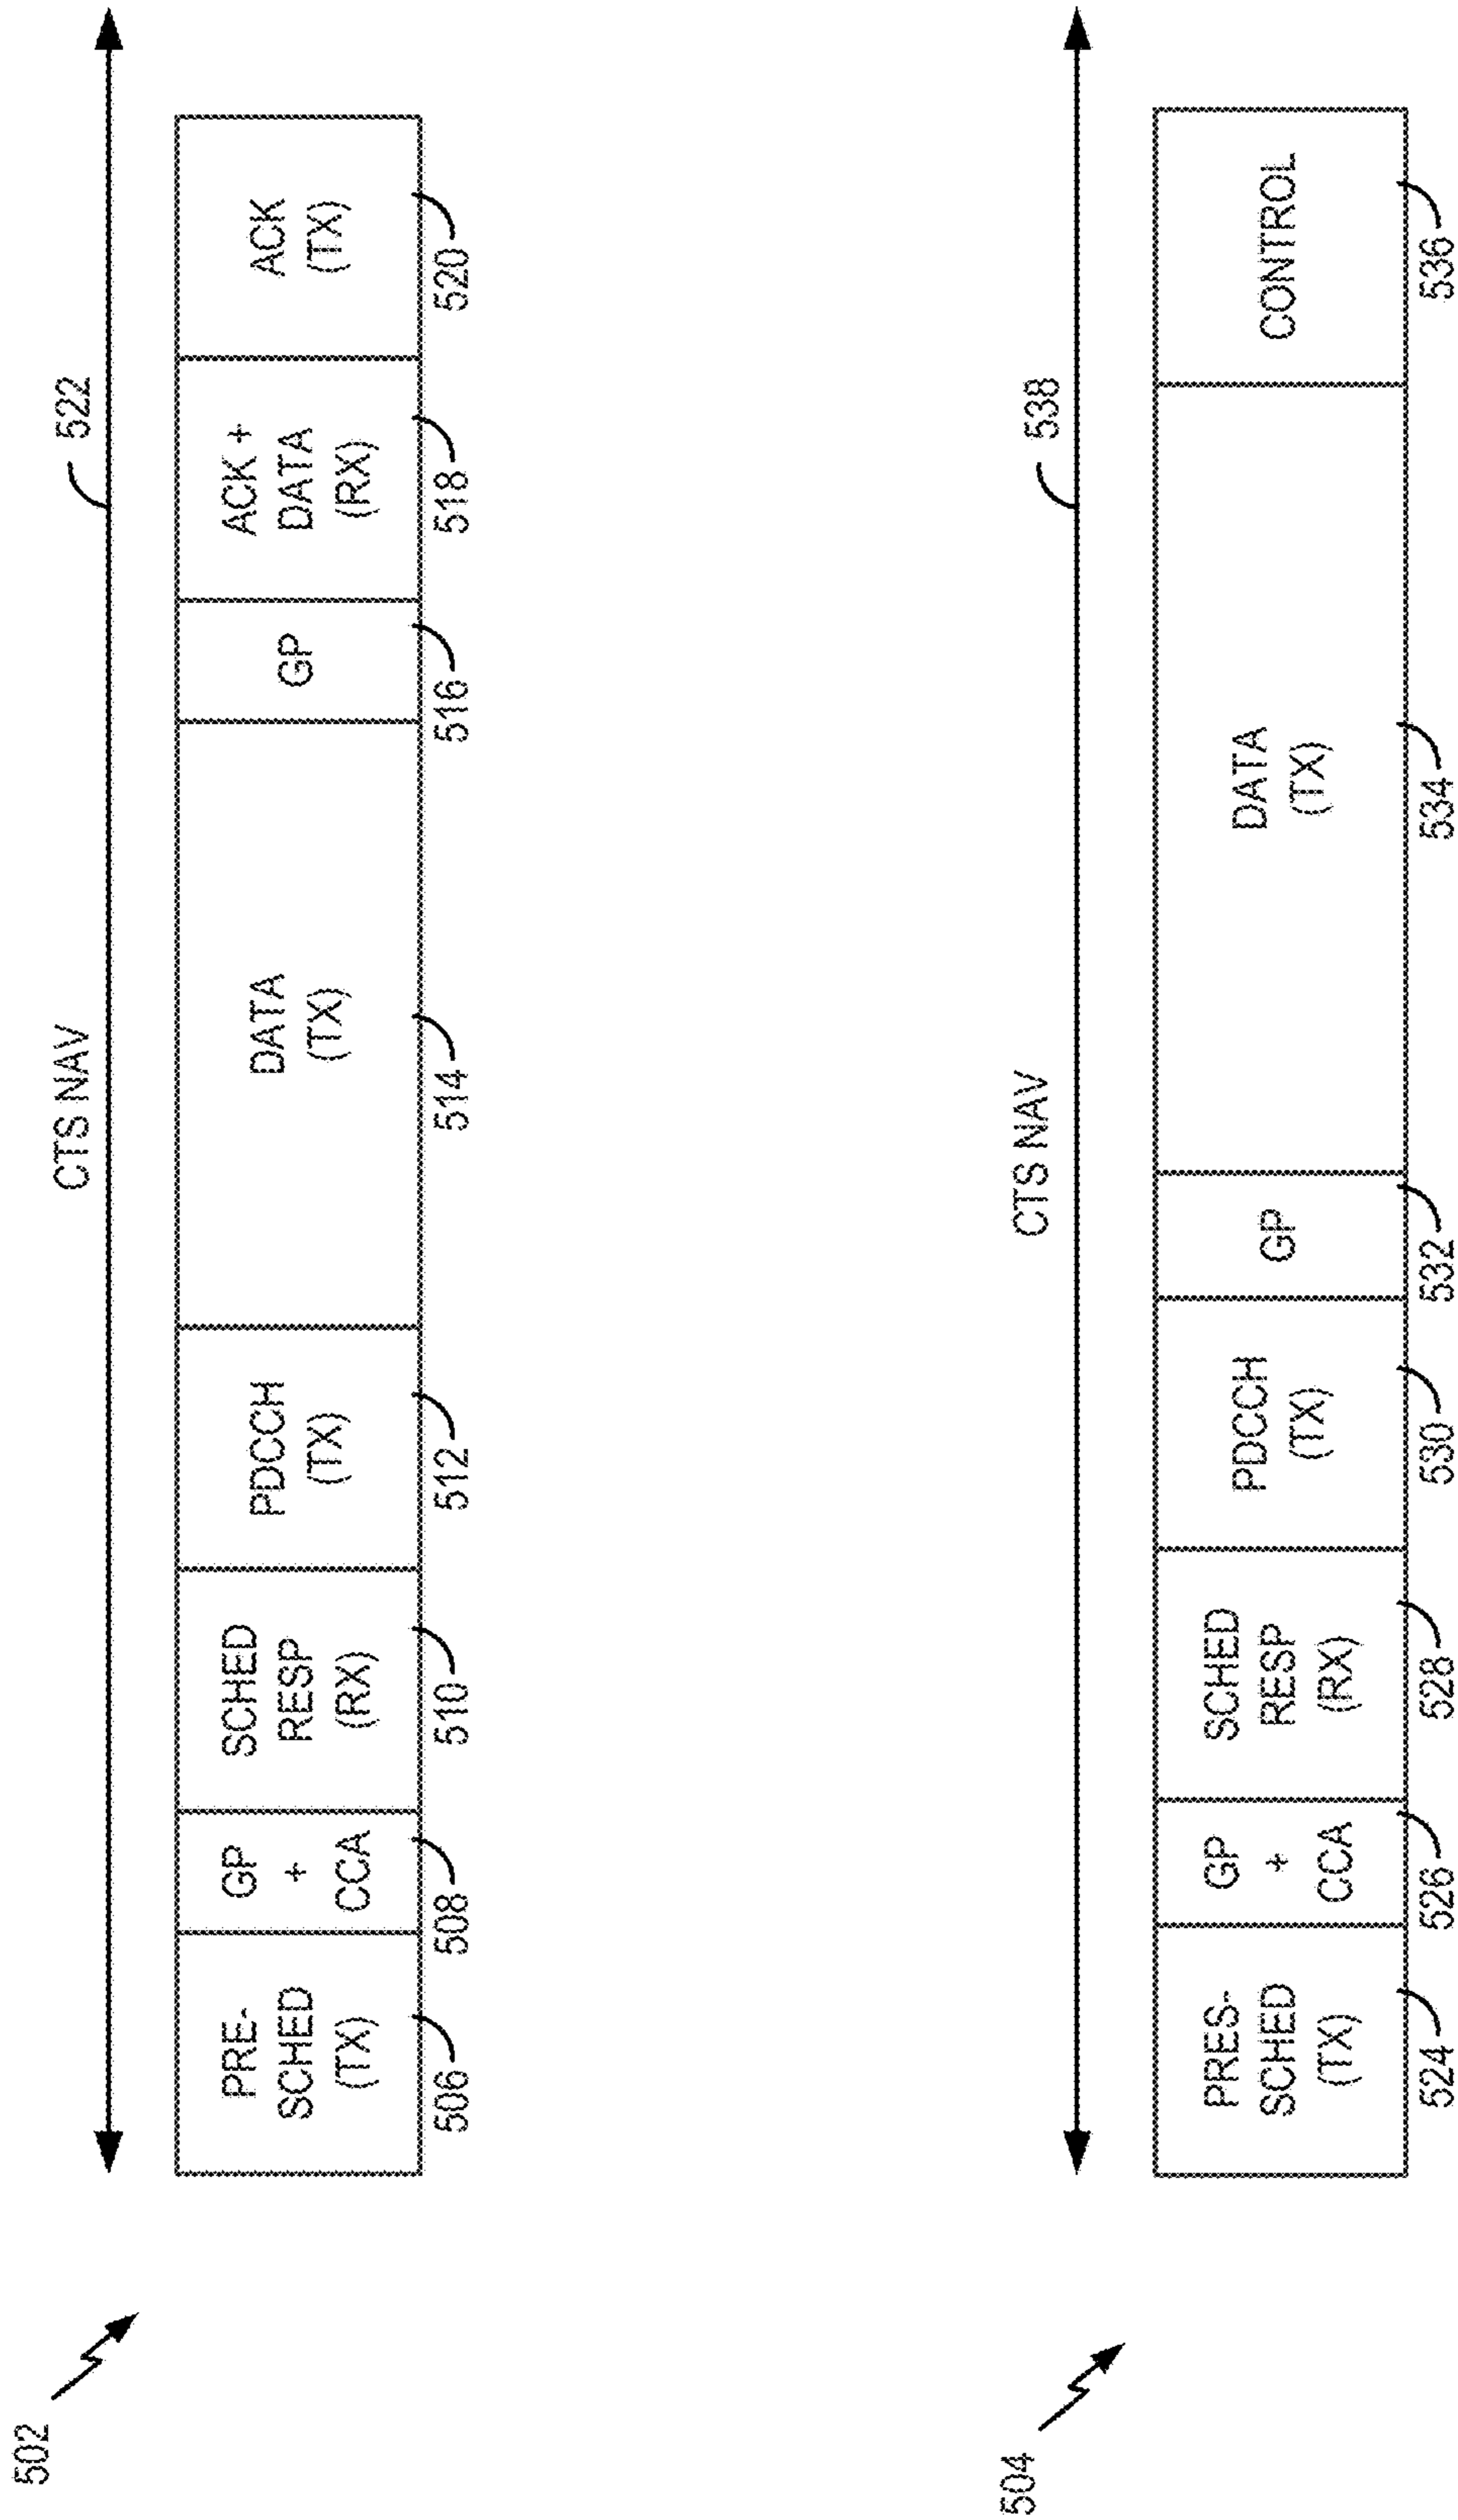 502
CTS NAV
522
PRE-
SCHED
(TX)
506
GP
+
CCA
508
SCHED
RESP
(RX)
510
PDCCH
(TX)
512
DATA
(TX)
514
GP
516
ACK +
DATA
(RX)
518
ACK
(TX)
520
504
CTS NAV
538
PRES-
SCHED
(TX)
524
GP
+
CCA
526
SCHED
RESP
(RX)
528
PDCCH
(TX)
530
GP
532
DATA
(TX)
534
CONTROL
536